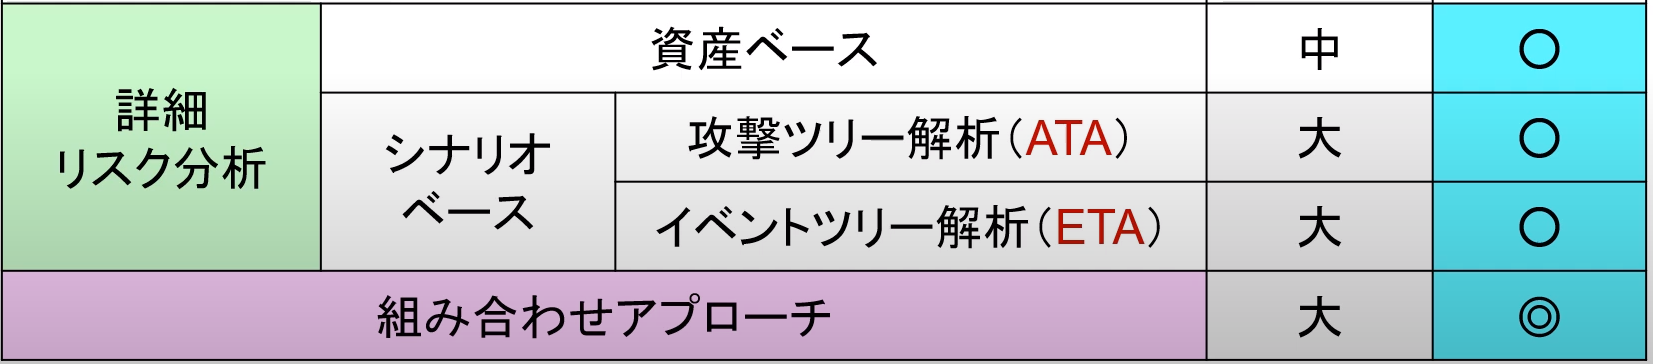 資産ベース 中 ○
詳細
リスク分析
シナリオ
ベース
攻撃ツリー解析（ATA） 大 ○
イベントツリー解析（ETA） 大 ○
組み合わせアプローチ 大 ◎